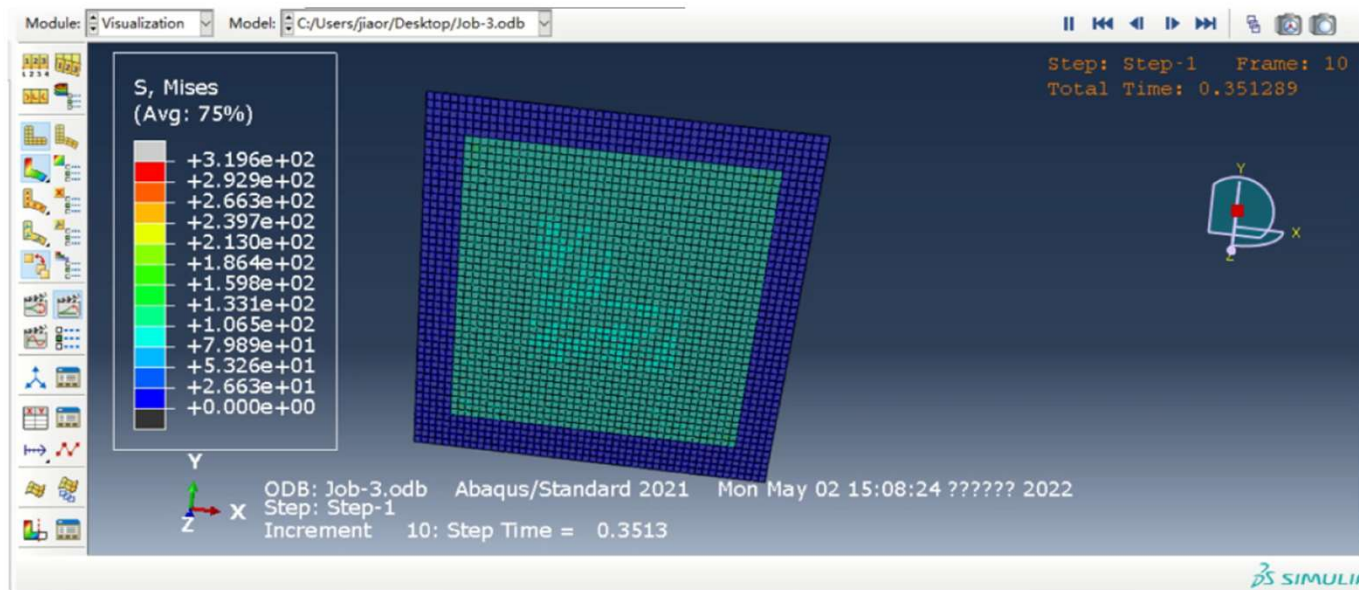 Module: Visualization Model: C:/Users/jiaor/Desktop/Job-3.odb
Step: Step-1 Frame: 10
Total Time: 0.351289
S, Mises
(Avg: 75%)
+3.196e+02
+2.929e+02
+2.663e+02
+2.397e+02
+2.130e+02
+1.864e+02
+1.598e+02
+1.331e+02
+1.065e+02
+7.989e+01
+5.326e+01
+2.663e+01
+0.000e+00
Y
X
Z
Y
X
Z
ODB: Job-3.odb Abaqus/Standard 2021 Mon May 02 15:08:24 ?????? 2022
Step: Step-1
Increment 10: Step Time = 0.3513
SIMULIA